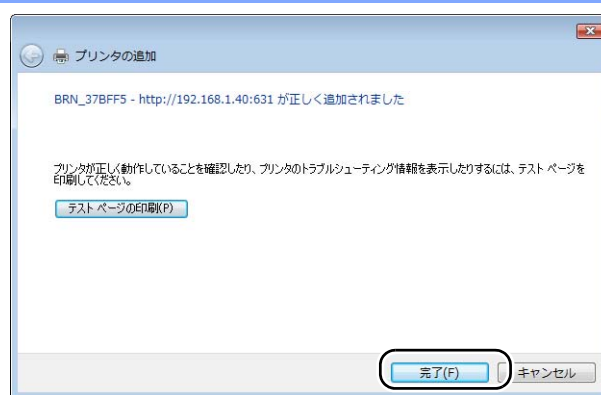 プリンタの追加
BRN_37BFF5 - http://192.168.1.40:631 が正しく追加されました
プリンタが正しく動作していることを確認したり、プリンタのトラブルシューティング情報を表示したりするには、テスト ページを
印刷してください。
テスト ページの印刷(P)
完了(F)
キャンセル